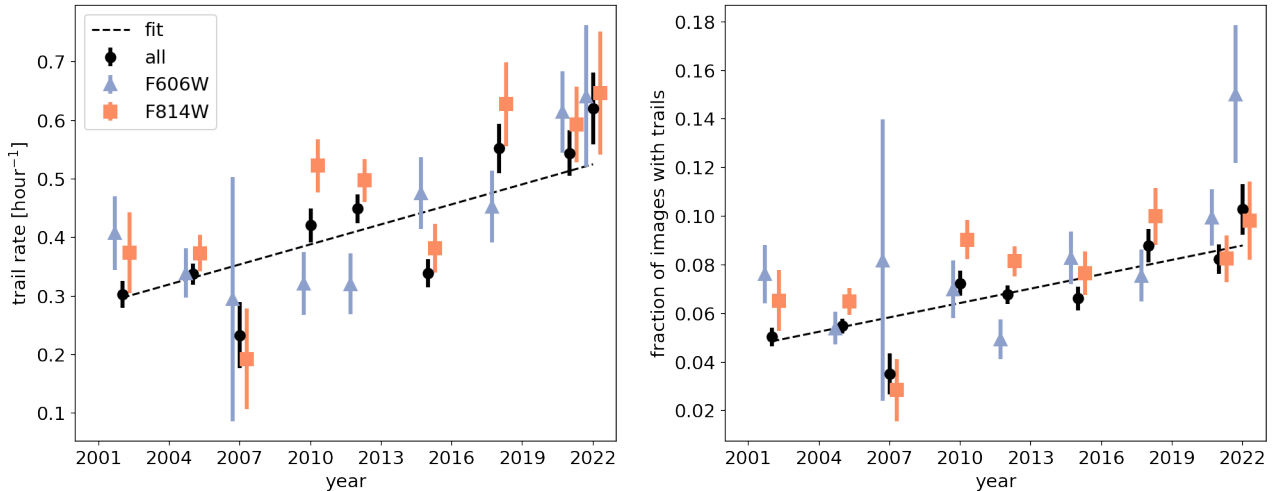 fit
all
F606W
F814W
trail rate [hour⁻¹]
0.7
0.6
0.5
0.4
0.3
0.2
0.1
2001 2004 2007 2010 2013 2016 2019 2022
year
fraction of images with trails
0.18
0.16
0.14
0.12
0.10
0.08
0.06
0.04
0.02
2001 2004 2007 2010 2013 2016 2019 2022
year